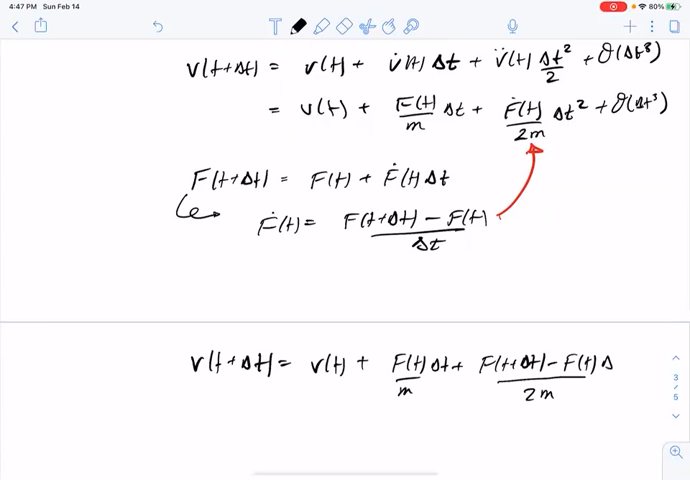 4:47 PM Sun Feb 14 80%
v(t+Δt) = v(t) + v̇(t) Δt + v̈(t) Δt²/2 + O(Δt³)
= v(t) + F(t)/m Δt + Ḟ(t)/2m Δt² + O(Δt³)
F(t+Δt) = F(t) + Ḟ(t) Δt
Ḟ(t) = F(t+Δt) − F(t)/Δt
v(t+Δt) = v(t) + F(t)/m Δt + F(t+Δt) − F(t)/2m Δ
3/5